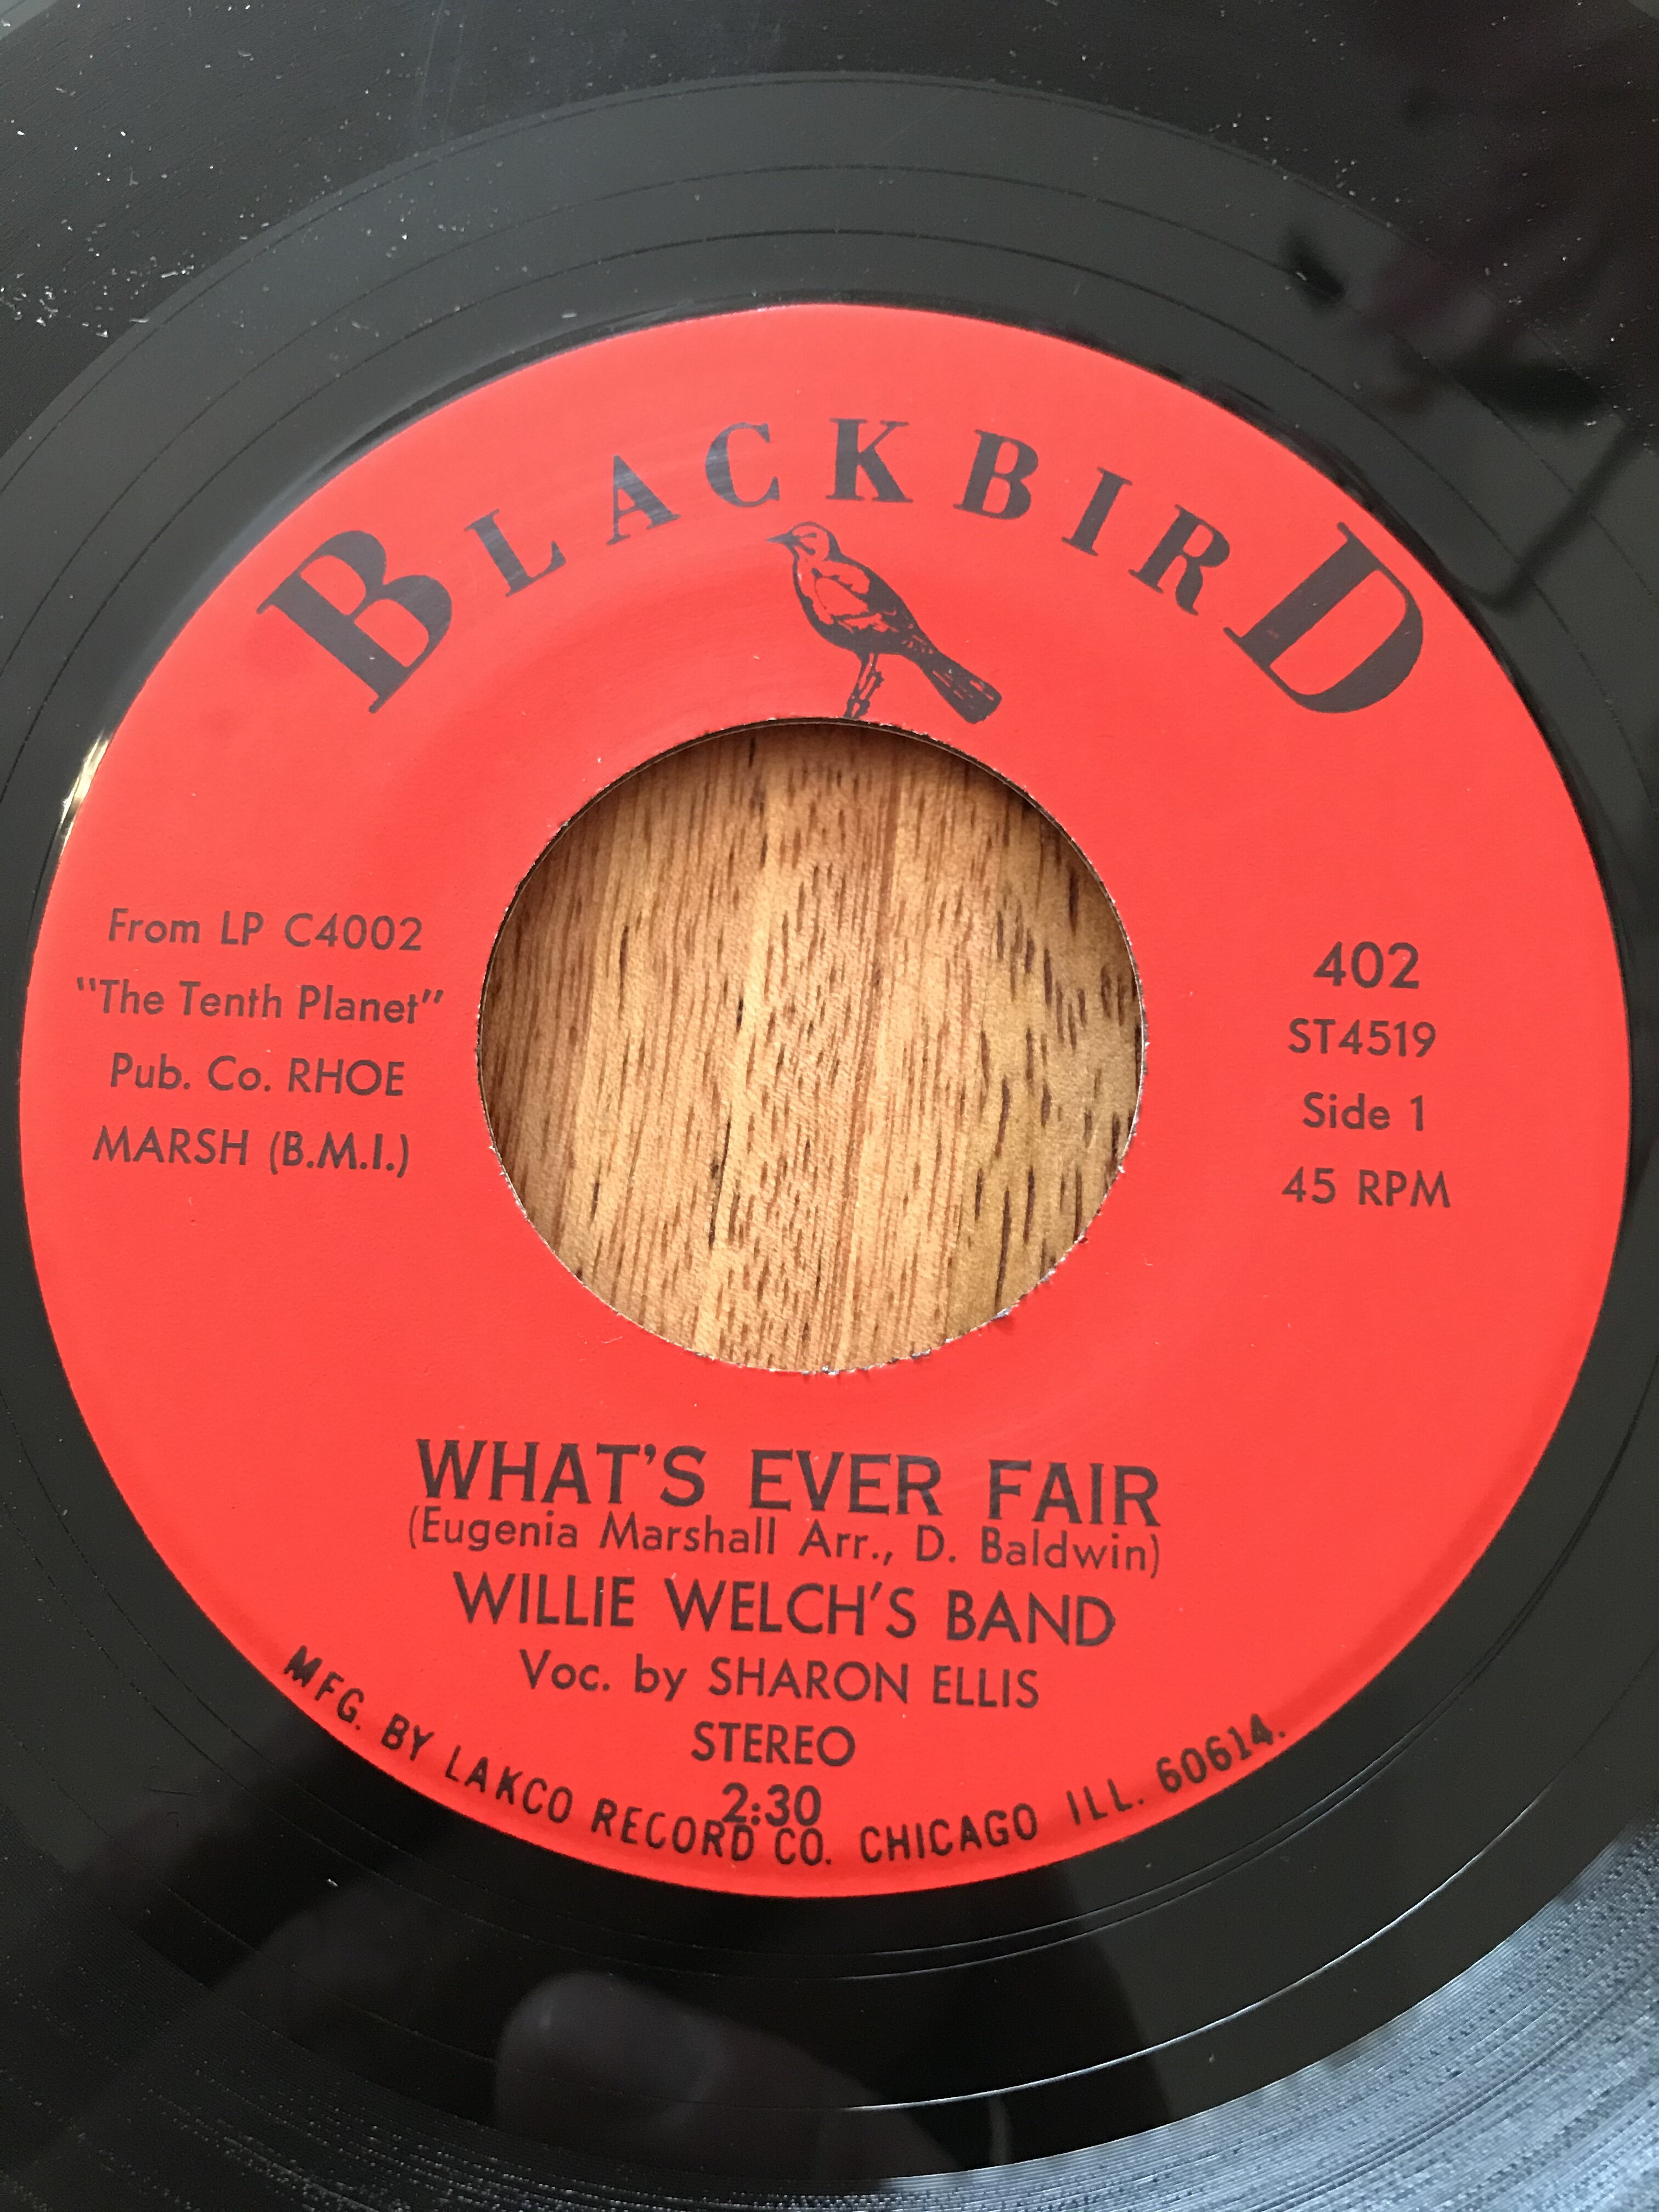 BLACKBIRD
From LP C4002
"The Tenth Planet"
Pub. Co. RHOE
MARSH (B.M.I.)
402
ST4519
Side 1
45 RPM
WHAT'S EVER FAIR
(Eugenia Marshall Arr., D. Baldwin)
WILLIE WELCH'S BAND
Voc. by SHARON ELLIS
STEREO
2:30
MFG. BY LAKCO RECORD CO. CHICAGO ILL. 60614.